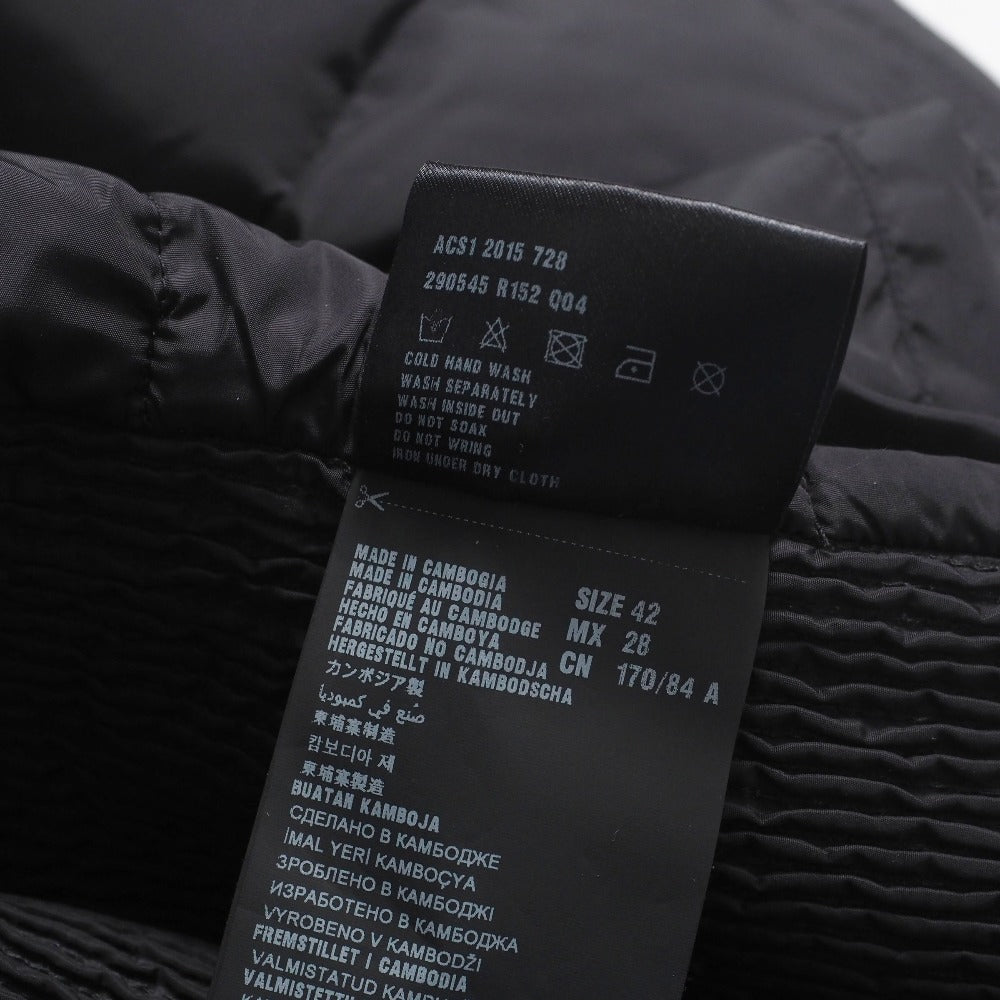 ACS1 2015 728
290545 R152 Q04
COLD HAND WASH
WASH SEPARATELY
WASH INSIDE OUT
DO NOT SOAK
DO NOT WRING
IRON UNDER DRY CLOTH
MADE IN CAMBOGIA
MADE IN CAMBODIA
FABRIQUÉ AU CAMBODGE
HECHO EN CAMBOYA
FABRICADO NO CAMBODJA
HERGESTELLT IN KAMBODSCHA
カンボジア製
صُنع في كمبوديا
柬埔寨制造
캄보디아 제
柬埔寨製造
BUATAN KAMBOJA
СДЕЛАНО В КАМБОДЖЕ
İMAL YERİ KAMBOÇYA
ЗРОБЛЕНО В КАМБОДЖІ
ИЗРАБОТЕНО В КАМБОДЖА
VYROBENO V KAMBODŽI
FREMSTILLET I CAMBODIA
VALMISTATUD KAMBO
VALMISTETTU
SIZE 42
MX 28
CN 170/84 A